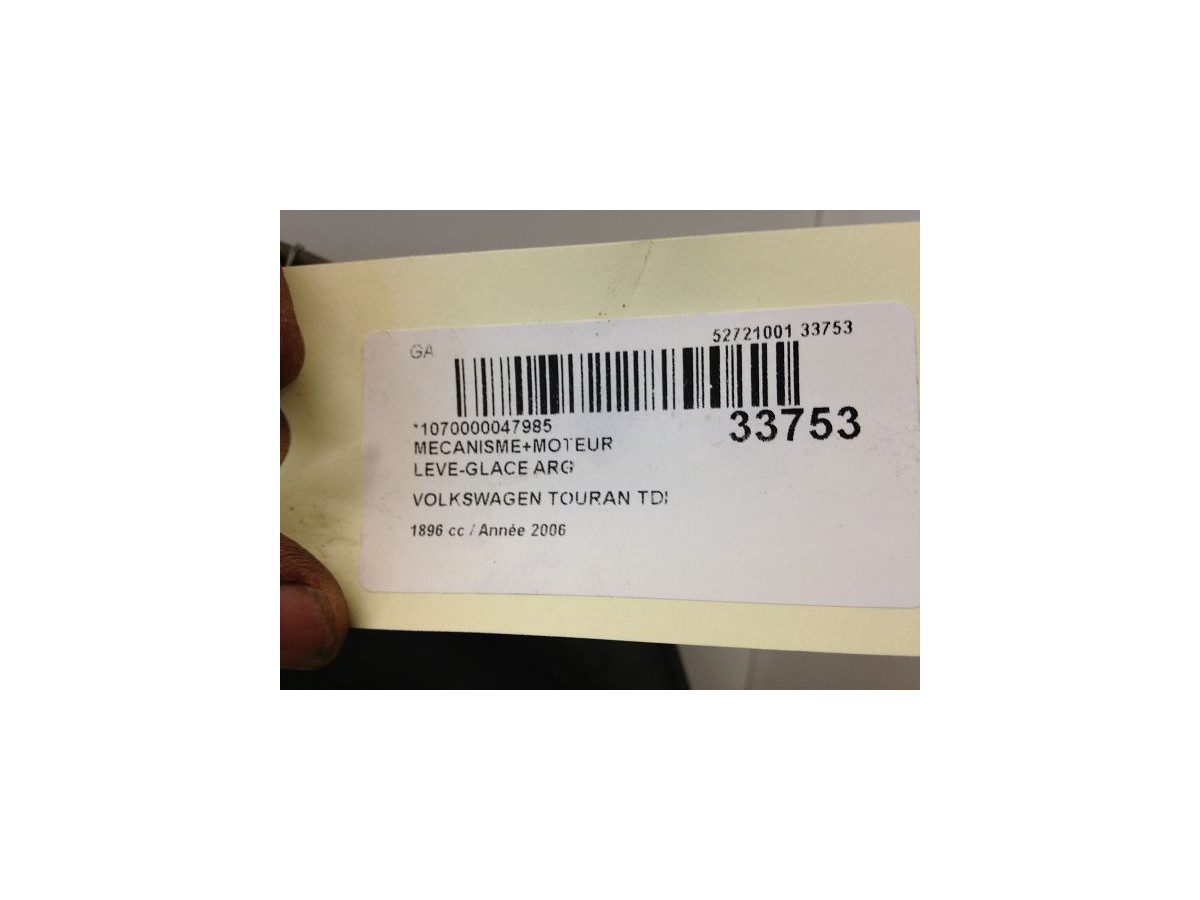 GA
52721001 33753
*1070000047985
33753
MECANISME+MOTEUR
LEVE-GLACE ARG
VOLKSWAGEN TOURAN TDI
1896 cc / Année 2006